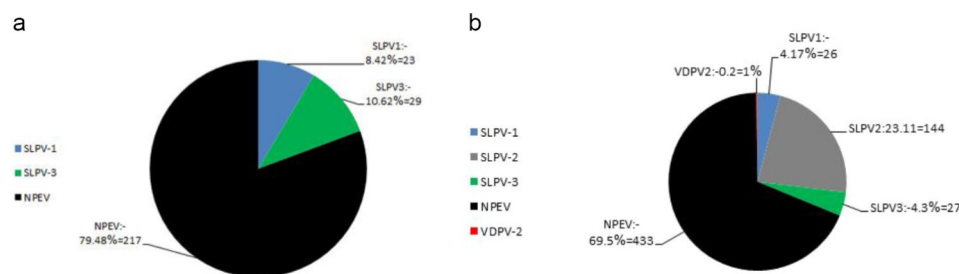 a
SLPV1:-
8.42%=23
SLPV3:-
10.62%=29
SLPV-1
SLPV-3
NPEV
NPEV:-
79.48%=217
b
SLPV1:-
4.17%=26
VDPV2:-0.2=1%
SLPV2:23.11=144
SLPV-1
SLPV-2
SLPV-3
NPEV
VDPV-2
SLPV3:-4.3%=27
NPEV:-
69.5%=433